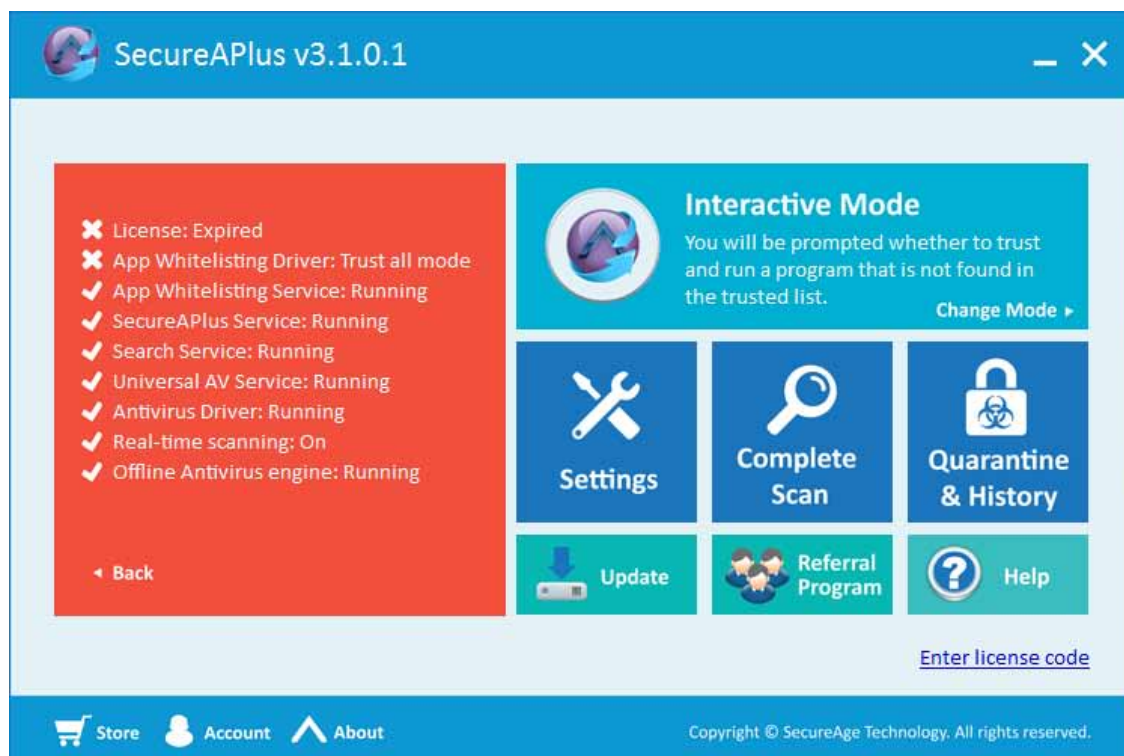 SecureAPlus v3.1.0.1
License: Expired
App Whitelisting Driver: Trust all mode
App Whitelisting Service: Running
SecureAPlus Service: Running
Search Service: Running
Universal AV Service: Running
Antivirus Driver: Running
Real-time scanning: On
Offline Antivirus engine: Running
Back
Interactive Mode
You will be prompted whether to trust
and run a program that is not found in
the trusted list.
Change Mode
Settings
Complete
Scan
Quarantine
& History
Update
Referral
Program
Help
Enter license code
Store
Account
About
Copyright © SecureAge Technology. All rights reserved.